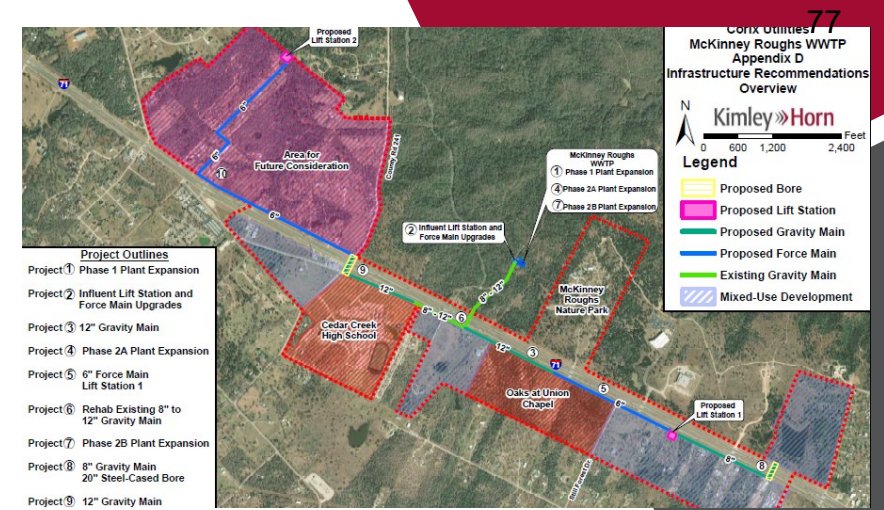 77
Corix Utilities
McKinney Roughs WWTP
Appendix D
Infrastructure Recommendations
Overview
N
Kimley»Horn
Feet
0 600 1,200 2,400
Legend
Proposed Bore
Proposed Lift Station
Proposed Gravity Main
Proposed Force Main
Existing Gravity Main
Mixed-Use Development
Proposed
Lift Station 2
71
6"
6"
10
Area for
Future Consideration
County Rd 241
6"
McKinney Roughs
WWTP
1 Phase 1 Plant Expansion
4 Phase 2A Plant Expansion
7 Phase 2B Plant Expansion
2 Influent Lift Station and
Force Main Upgrades
9
12"
8" - 12"
8" - 12"
6
McKinney
Roughs
Nature Park
Cedar Creek
High School
12"
3
71
5
6"
Oaks at Union
Chapel
Proposed
Lift Station 1
8"
8
Project Outlines
Project 1 Phase 1 Plant Expansion
Project 2 Influent Lift Station and
Force Main Upgrades
Project 3 12" Gravity Main
Project 4 Phase 2A Plant Expansion
Project 5 6" Force Main
Lift Station 1
Project 6 Rehab Existing 8" to
12" Gravity Main
Project 7 Phase 2B Plant Expansion
Project 8 8" Gravity Main
20" Steel-Cased Bore
Project 9 12" Gravity Main